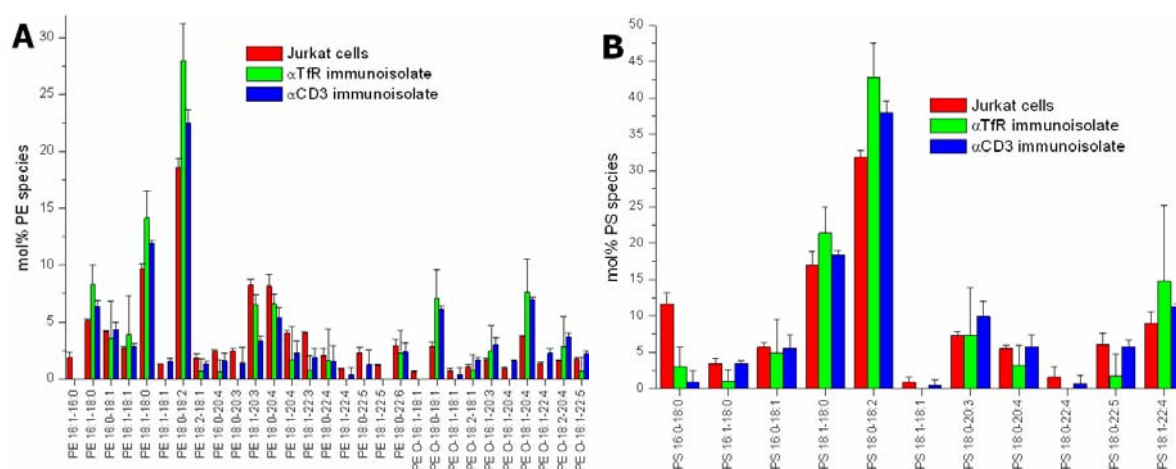 A
mol% PE species
30
25
20
15
10
5
0
Jurkat cells
αTfR immunoisolate
αCD3 immunoisolate
PE 16:1-16:0
PE 16:1-18:0
PE 16:0-18:1
PE 16:1-18:1
PE 18:1-18:0
PE 18:1-18:1
PE 18:0-18:2
PE 18:2-18:1
PE 16:0-20:4
PE 16:0-20:3
PE 18:1-20:3
PE 18:0-20:4
PE 18:1-20:4
PE 18:1-22:3
PE 18:0-22:4
PE 18:1-22:4
PE 18:0-22:5
PE 18:1-22:5
PE 18:0-22:6
PE O-16:1-18:1
PE O-18:0-18:1
PE O-18:1-18:1
PE O-18:2-18:1
PE O-16:1-20:3
PE O-16:1-20:4
PE O-18:1-20:4
PE O-16:1-22:4
PE O-18:2-20:4
PE O-16:1-22:5
B
mol% PS species
50
45
40
35
30
25
20
15
10
5
0
Jurkat cells
αTfR immunoisolate
αCD3 immunoisolate
PS 16:0-18:0
PS 16:1-18:0
PS 16:0-18:1
PS 18:1-18:0
PS 18:0-18:2
PS 18:1-18:1
PS 18:0-20:3
PS 18:0-20:4
PS 18:0-22:4
PS 18:0-22:5
PS 18:1-22:4